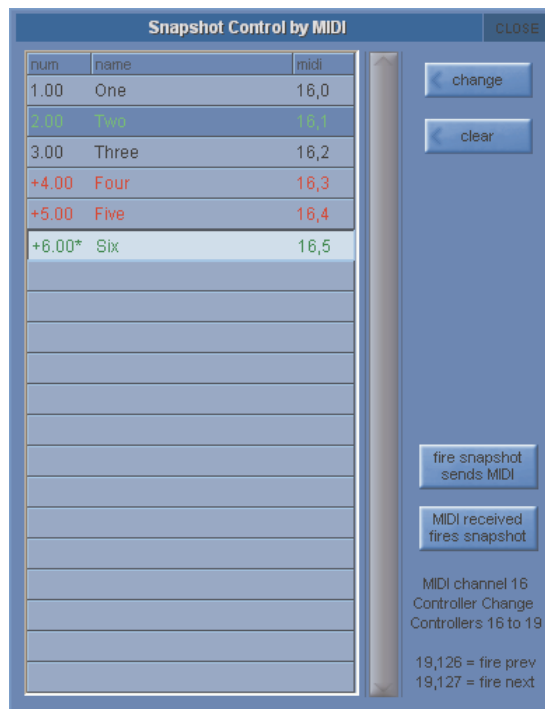 Snapshot Control by MIDI CLOSE
num name midi
1.00 One 16,0
2.00 Two 16,1
3.00 Three 16,2
+4.00 Four 16,3
+5.00 Five 16,4
+6.00* Six 16,5
change
clear
fire snapshot
sends MIDI
MIDI received
fires snapshot
MIDI channel 16
Controller Change
Controllers 16 to 19
19,126 = fire prev
19,127 = fire next